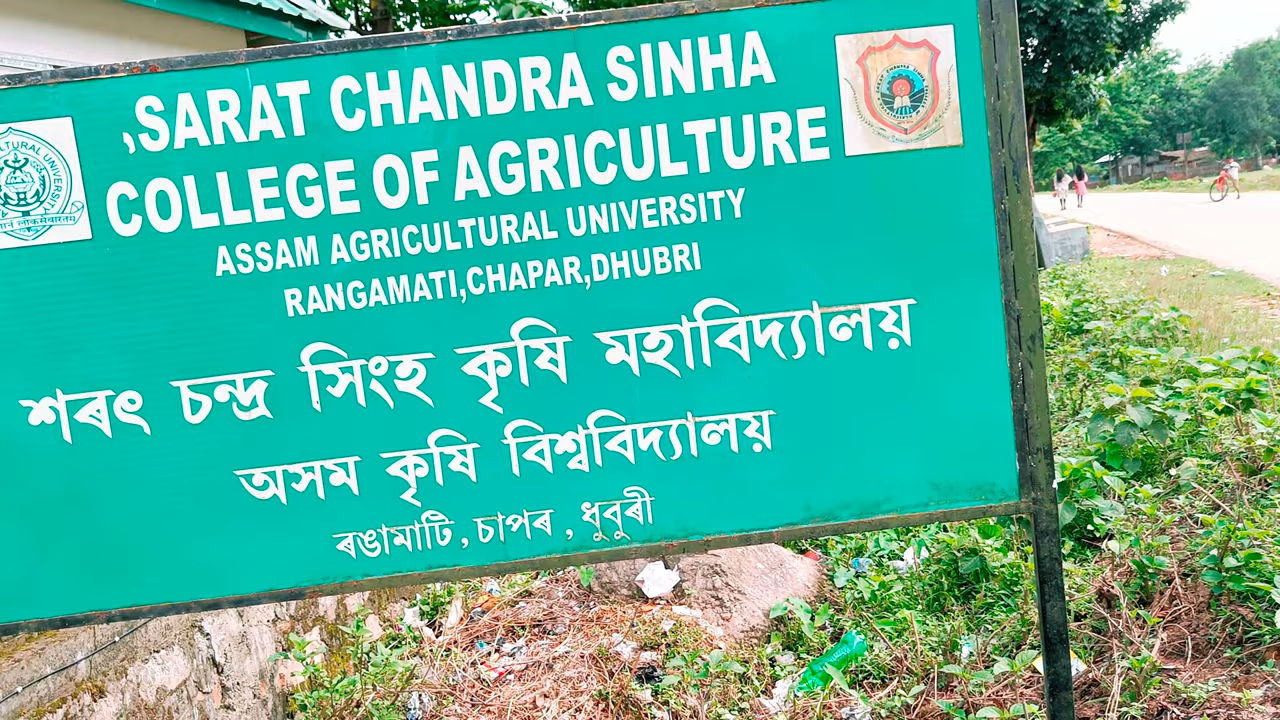 SARAT CHANDRA SINHA
COLLEGE OF AGRICULTURE
ASSAM AGRICULTURAL UNIVERSITY
RANGAMATI,CHAPAR,DHUBRI
শৰৎ চন্দ্ৰ সিংহ কৃষি মহাবিদ্যালয়
অসম কৃষি বিশ্ববিদ্যালয়
ৰঙামাটি, চাপৰ, ধুবুৰী